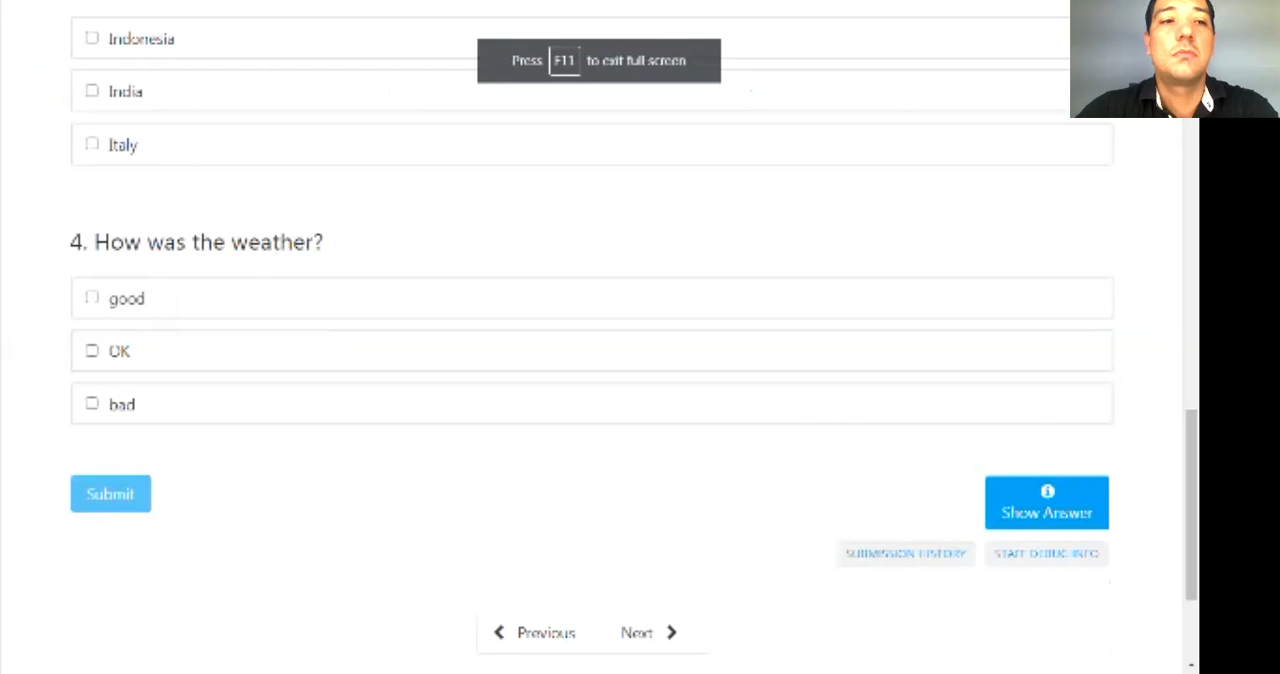 Indonesia
Press F11 to exit full screen
India
Italy
4. How was the weather?
good
OK
bad
Submit
Show Answer
SUBMISSION HISTORY
STAFF DEBUG INFO
Previous
Next